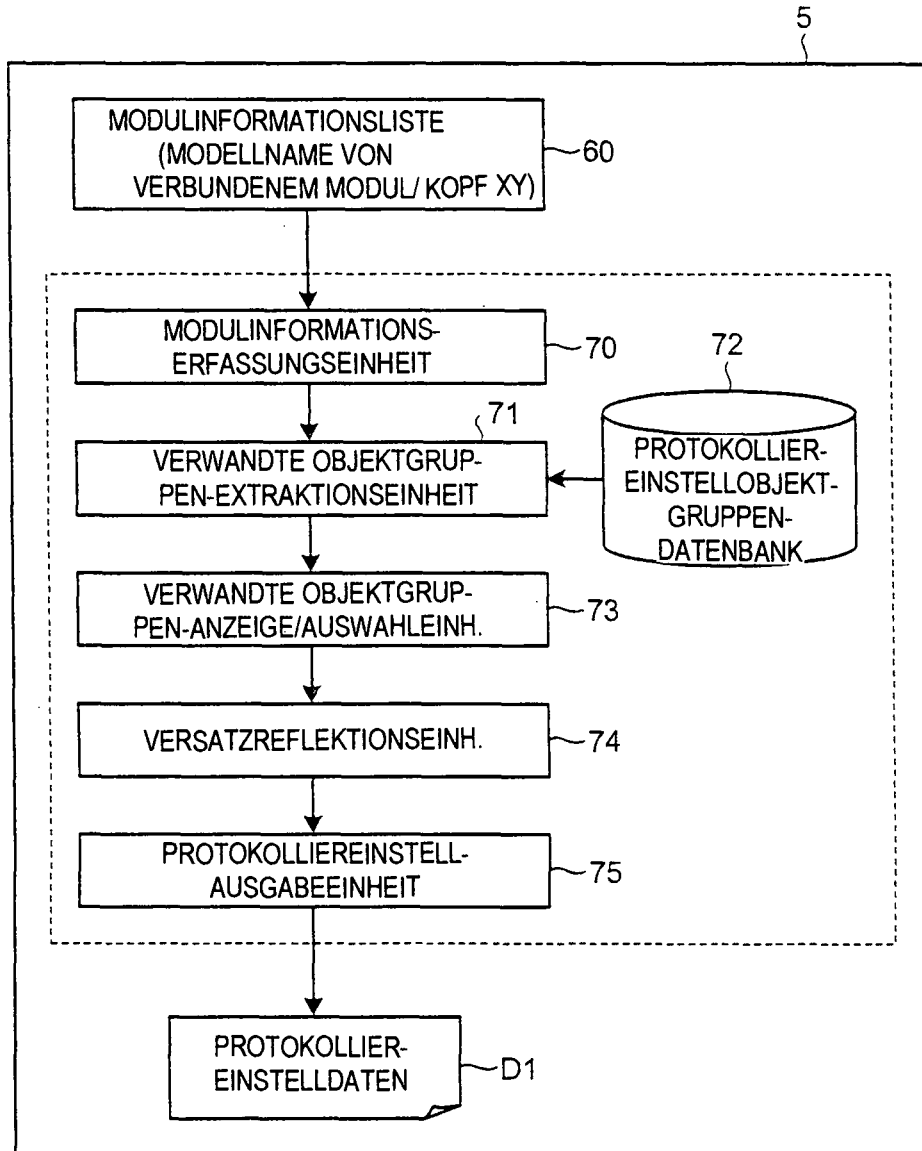 5
MODULINFORMATIONSLISTE
(MODELLNAME VON
VERBUNDENEM MODUL/ KOPF XY)
60
MODULINFORMATIONS-
ERFASSUNGSEINHEIT
70
71
72
VERWANDTE OBJEKTGRUP-
PEN-EXTRAKTIONSEINHEIT
PROTOKOLLIER-
EINSTELLOBJEKT-
GRUPPEN-
DATENBANK
VERWANDTE OBJEKTGRUP-
PEN-ANZEIGE/AUSWAHLEINH.
73
VERSATZREFLEKTIONSEINH.
74
PROTOKOLLIEREINSTELL-
AUSGABEEINHEIT
75
PROTOKOLLIER-
EINSTELLDATEN
D1